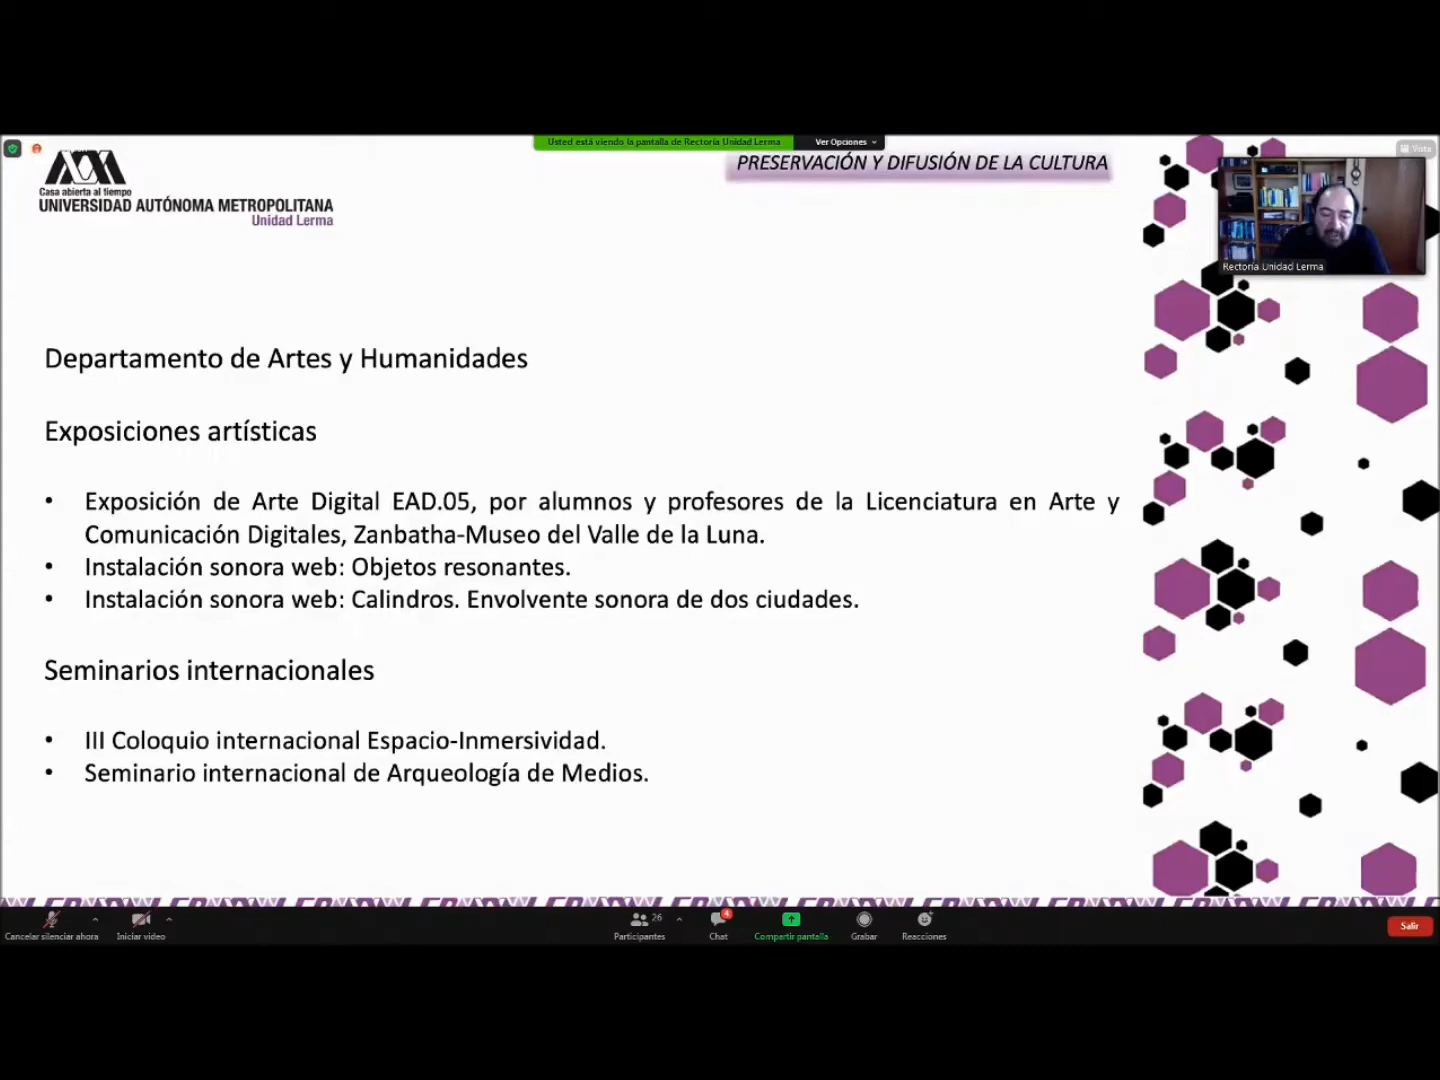 Usted está viendo la pantalla de Rectoría Unidad Lerma
Ver Opciones
Vista
PRESERVACIÓN Y DIFUSIÓN DE LA CULTURA
Casa abierta al tiempo
UNIVERSIDAD AUTÓNOMA METROPOLITANA
Unidad Lerma
Rectoría Unidad Lerma
Departamento de Artes y Humanidades
Exposiciones artísticas
• Exposición de Arte Digital EAD.05, por alumnos y profesores de la Licenciatura en Arte y
Comunicación Digitales, Zanbatha-Museo del Valle de la Luna.
• Instalación sonora web: Objetos resonantes.
• Instalación sonora web: Calindros. Envolvente sonora de dos ciudades.
Seminarios internacionales
• III Coloquio internacional Espacio-Inmersividad.
• Seminario internacional de Arqueología de Medios.
Cancelar silenciar ahora
Iniciar video
26
Participantes
4
Chat
Compartir pantalla
Grabar
Reacciones
Salir